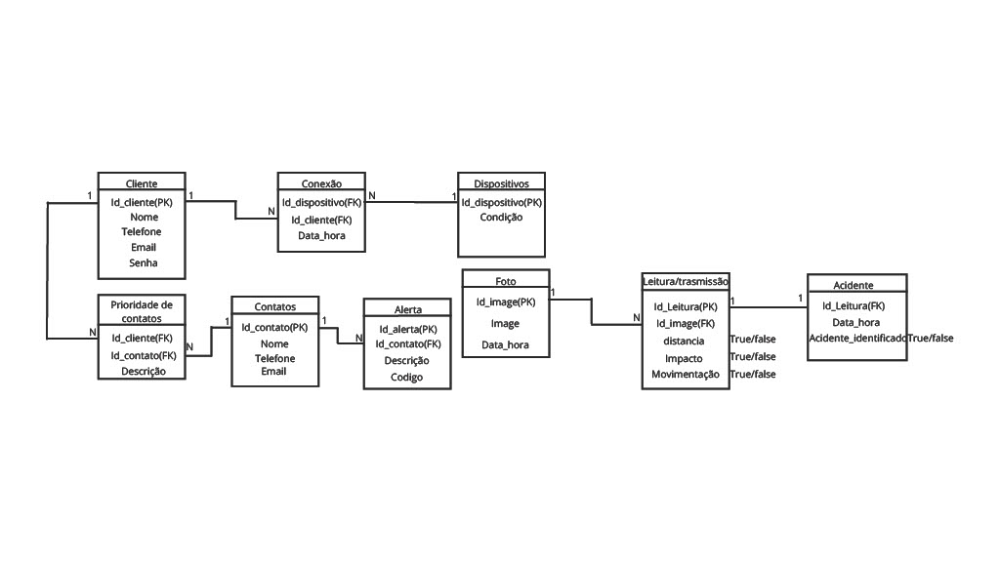 Cliente
1
1
Id_cliente(PK)
Nome
Telefone
Email
Senha
Conexão
N
N
Id_dispositivo(FK)
Id_cliente(FK)
Data_hora
Dispositivos
1
Id_dispositivo(PK)
Condição
Prioridade de
contatos
N
Id_cliente(FK)
N
Id_contato(FK)
Descrição
Contatos
1
1
Id_contato(PK)
Nome
Telefone
Email
Alerta
N
Id_alerta(PK)
Id_contato(FK)
Descrição
Codigo
Foto
1
Id_image(PK)
Image
Data_hora
Leitura/trasmissão
1
N
Id_Leitura(PK)
Id_image(FK)
distancia True/false
Impacto True/false
Movimentação True/false
Acidente
1
Id_Leitura(FK)
Data_hora
Acidente_identificado True/false